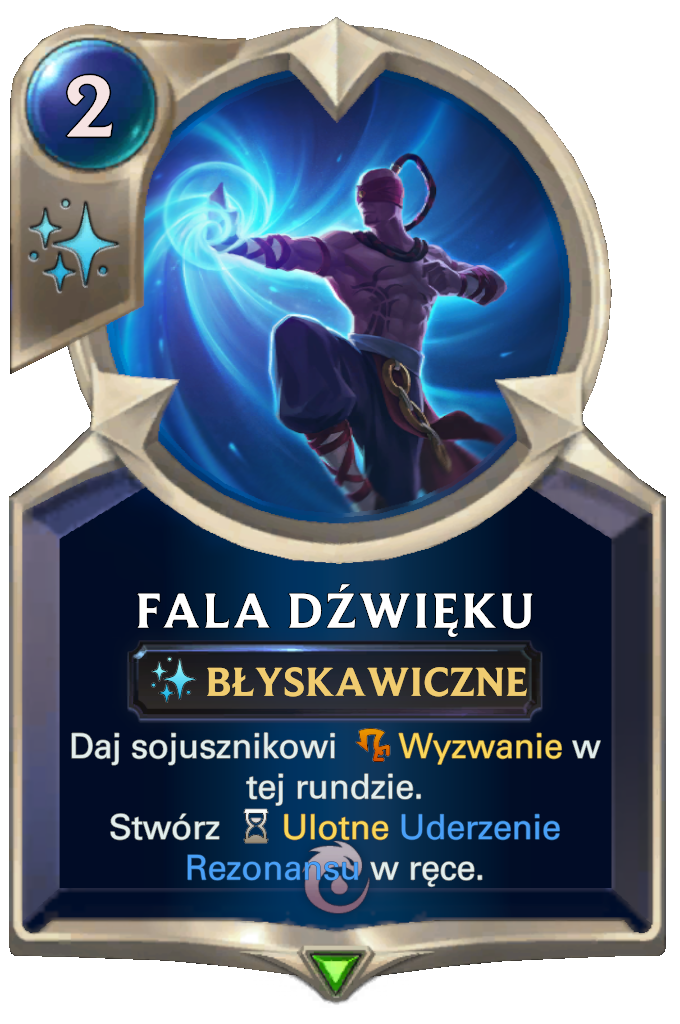 2
FALA DŹWIĘKU
BŁYSKAWICZNE
Daj sojusznikowi Wyzwanie w
tej rundzie.
Stwórz Ulotne Uderzenie
Rezonansu w ręce.